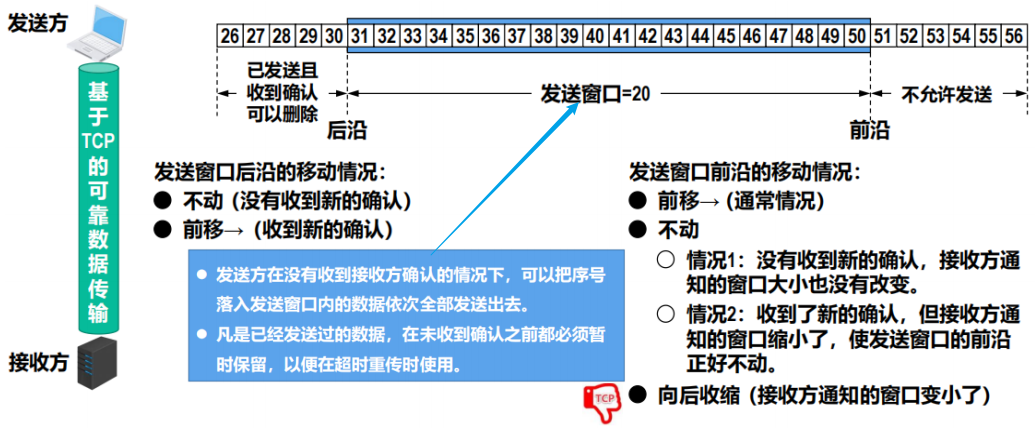 发送方
26 27 28 29 30 31 32 33 34 35 36 37 38 39 40 41 42 43 44 45 46 47 48 49 50 51 52 53 54 55 56
已发送且
收到确认
可以删除
发送窗口=20
不允许发送
后沿
前沿
基于TCP的可靠数据传输
接收方
发送窗口后沿的移动情况：
● 不动（没有收到新的确认）
● 前移→（收到新的确认）
● 发送方在没有收到接收方确认的情况下，可以把序号
落入发送窗口内的数据依次全部发送出去。
● 凡是已经发送过的数据，在未收到确认之前都必须暂
时保留，以便在超时重传时使用。
发送窗口前沿的移动情况：
● 前移→（通常情况）
● 不动
○ 情况1：没有收到新的确认，接收方通
知的窗口大小也没有改变。
○ 情况2：收到了新的确认，但接收方通
知的窗口缩小了，使发送窗口的前沿
正好不动。
TCP
● 向后收缩（接收方通知的窗口变小了）